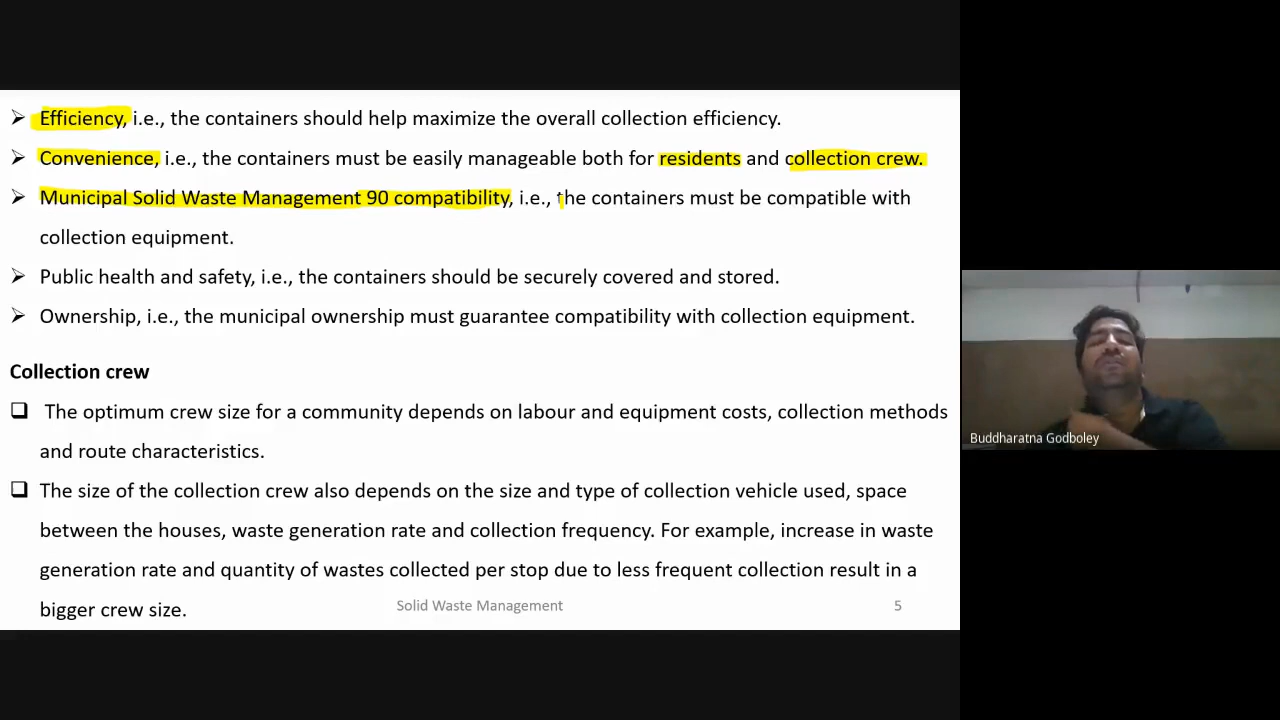 ➢ Efficiency, i.e., the containers should help maximize the overall collection efficiency.
➢ Convenience, i.e., the containers must be easily manageable both for residents and collection crew.
➢ Municipal Solid Waste Management 90 compatibility, i.e., the containers must be compatible with
collection equipment.
➢ Public health and safety, i.e., the containers should be securely covered and stored.
➢ Ownership, i.e., the municipal ownership must guarantee compatibility with collection equipment.
Collection crew
❑ The optimum crew size for a community depends on labour and equipment costs, collection methods
and route characteristics.
❑ The size of the collection crew also depends on the size and type of collection vehicle used, space
between the houses, waste generation rate and collection frequency. For example, increase in waste
generation rate and quantity of wastes collected per stop due to less frequent collection result in a
bigger crew size.
Solid Waste Management 5
Buddharatna Godboley